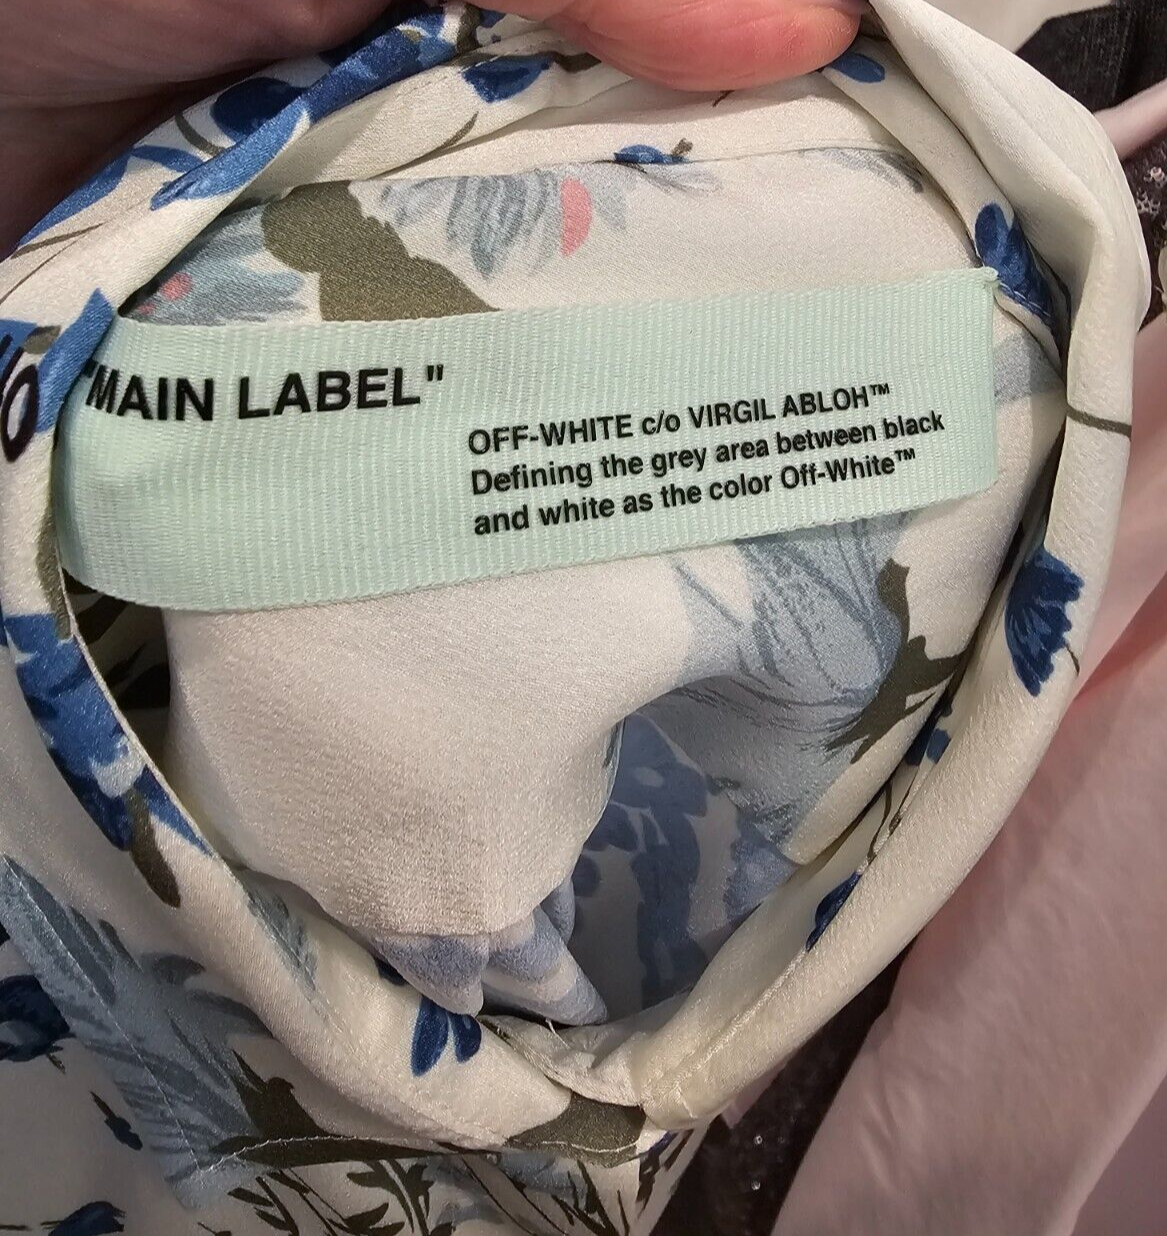 "MAIN LABEL"
OFF-WHITE c/o VIRGIL ABLOH™
Defining the grey area between black
and white as the color Off-White™